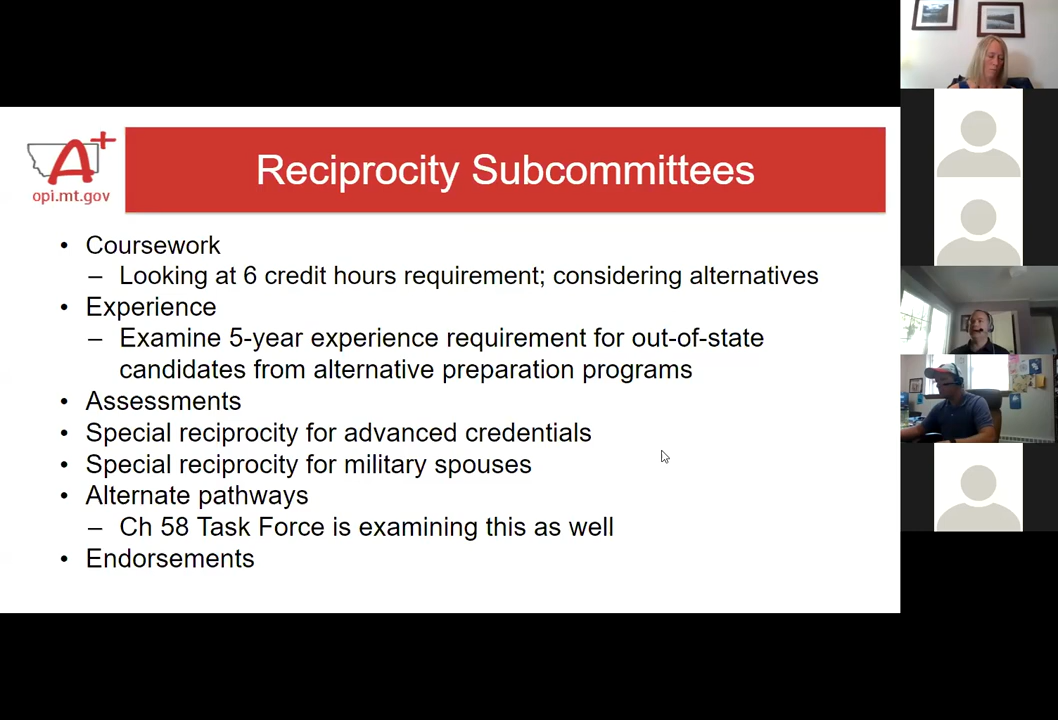 A+
opi.mt.gov
Reciprocity Subcommittees
• Coursework
– Looking at 6 credit hours requirement; considering alternatives
• Experience
– Examine 5-year experience requirement for out-of-state
candidates from alternative preparation programs
• Assessments
• Special reciprocity for advanced credentials
• Special reciprocity for military spouses
• Alternate pathways
– Ch 58 Task Force is examining this as well
• Endorsements